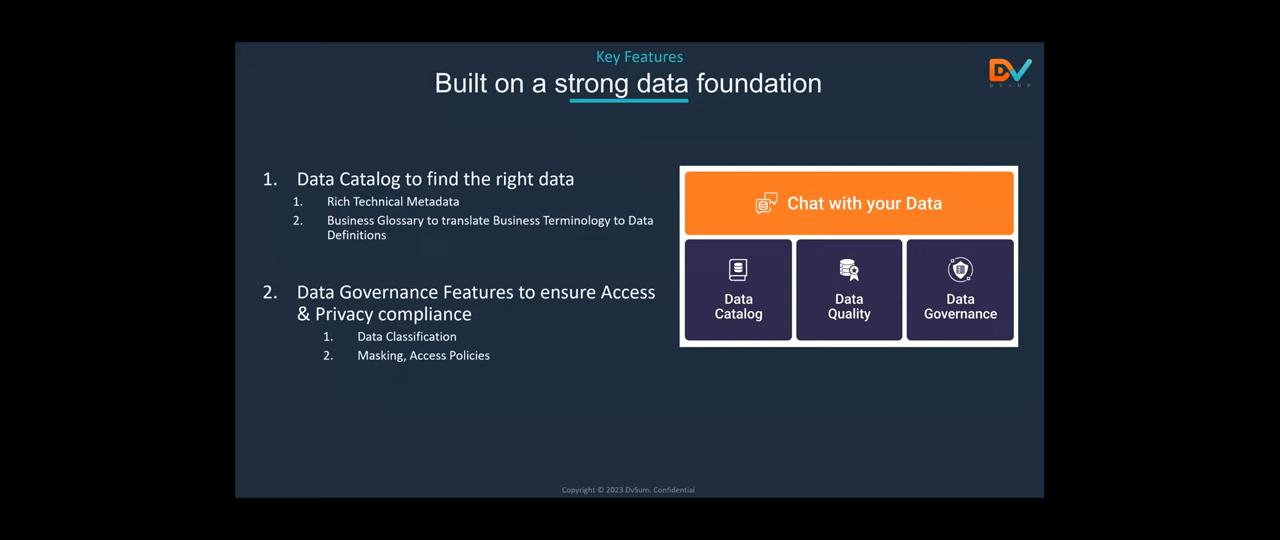 Key Features
Built on a strong data foundation
DV
DVSUM
1. Data Catalog to find the right data
1. Rich Technical Metadata
2. Business Glossary to translate Business Terminology to Data
Definitions
2. Data Governance Features to ensure Access
& Privacy compliance
1. Data Classification
2. Masking, Access Policies
Chat with your Data
Data
Catalog
Data
Quality
Data
Governance
Copyright © 2023 DvSum. Confidential